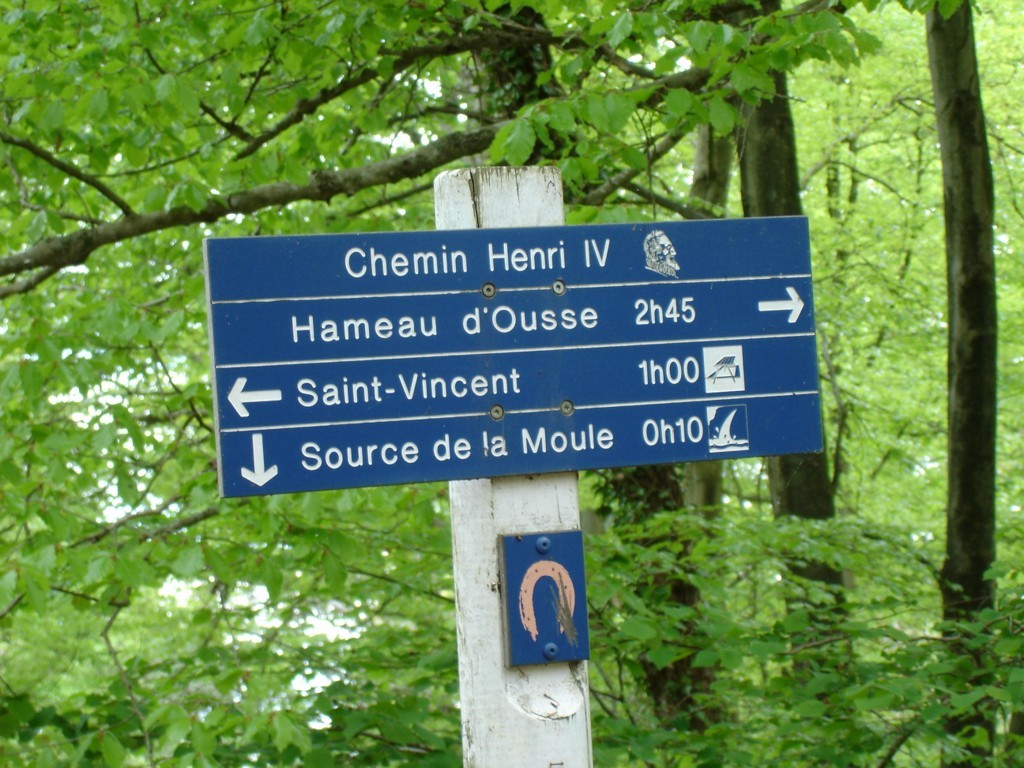 Chemin Henri IV
Hameau d'Ousse 2h45
Saint-Vincent 1h00
Source de la Moule 0h10